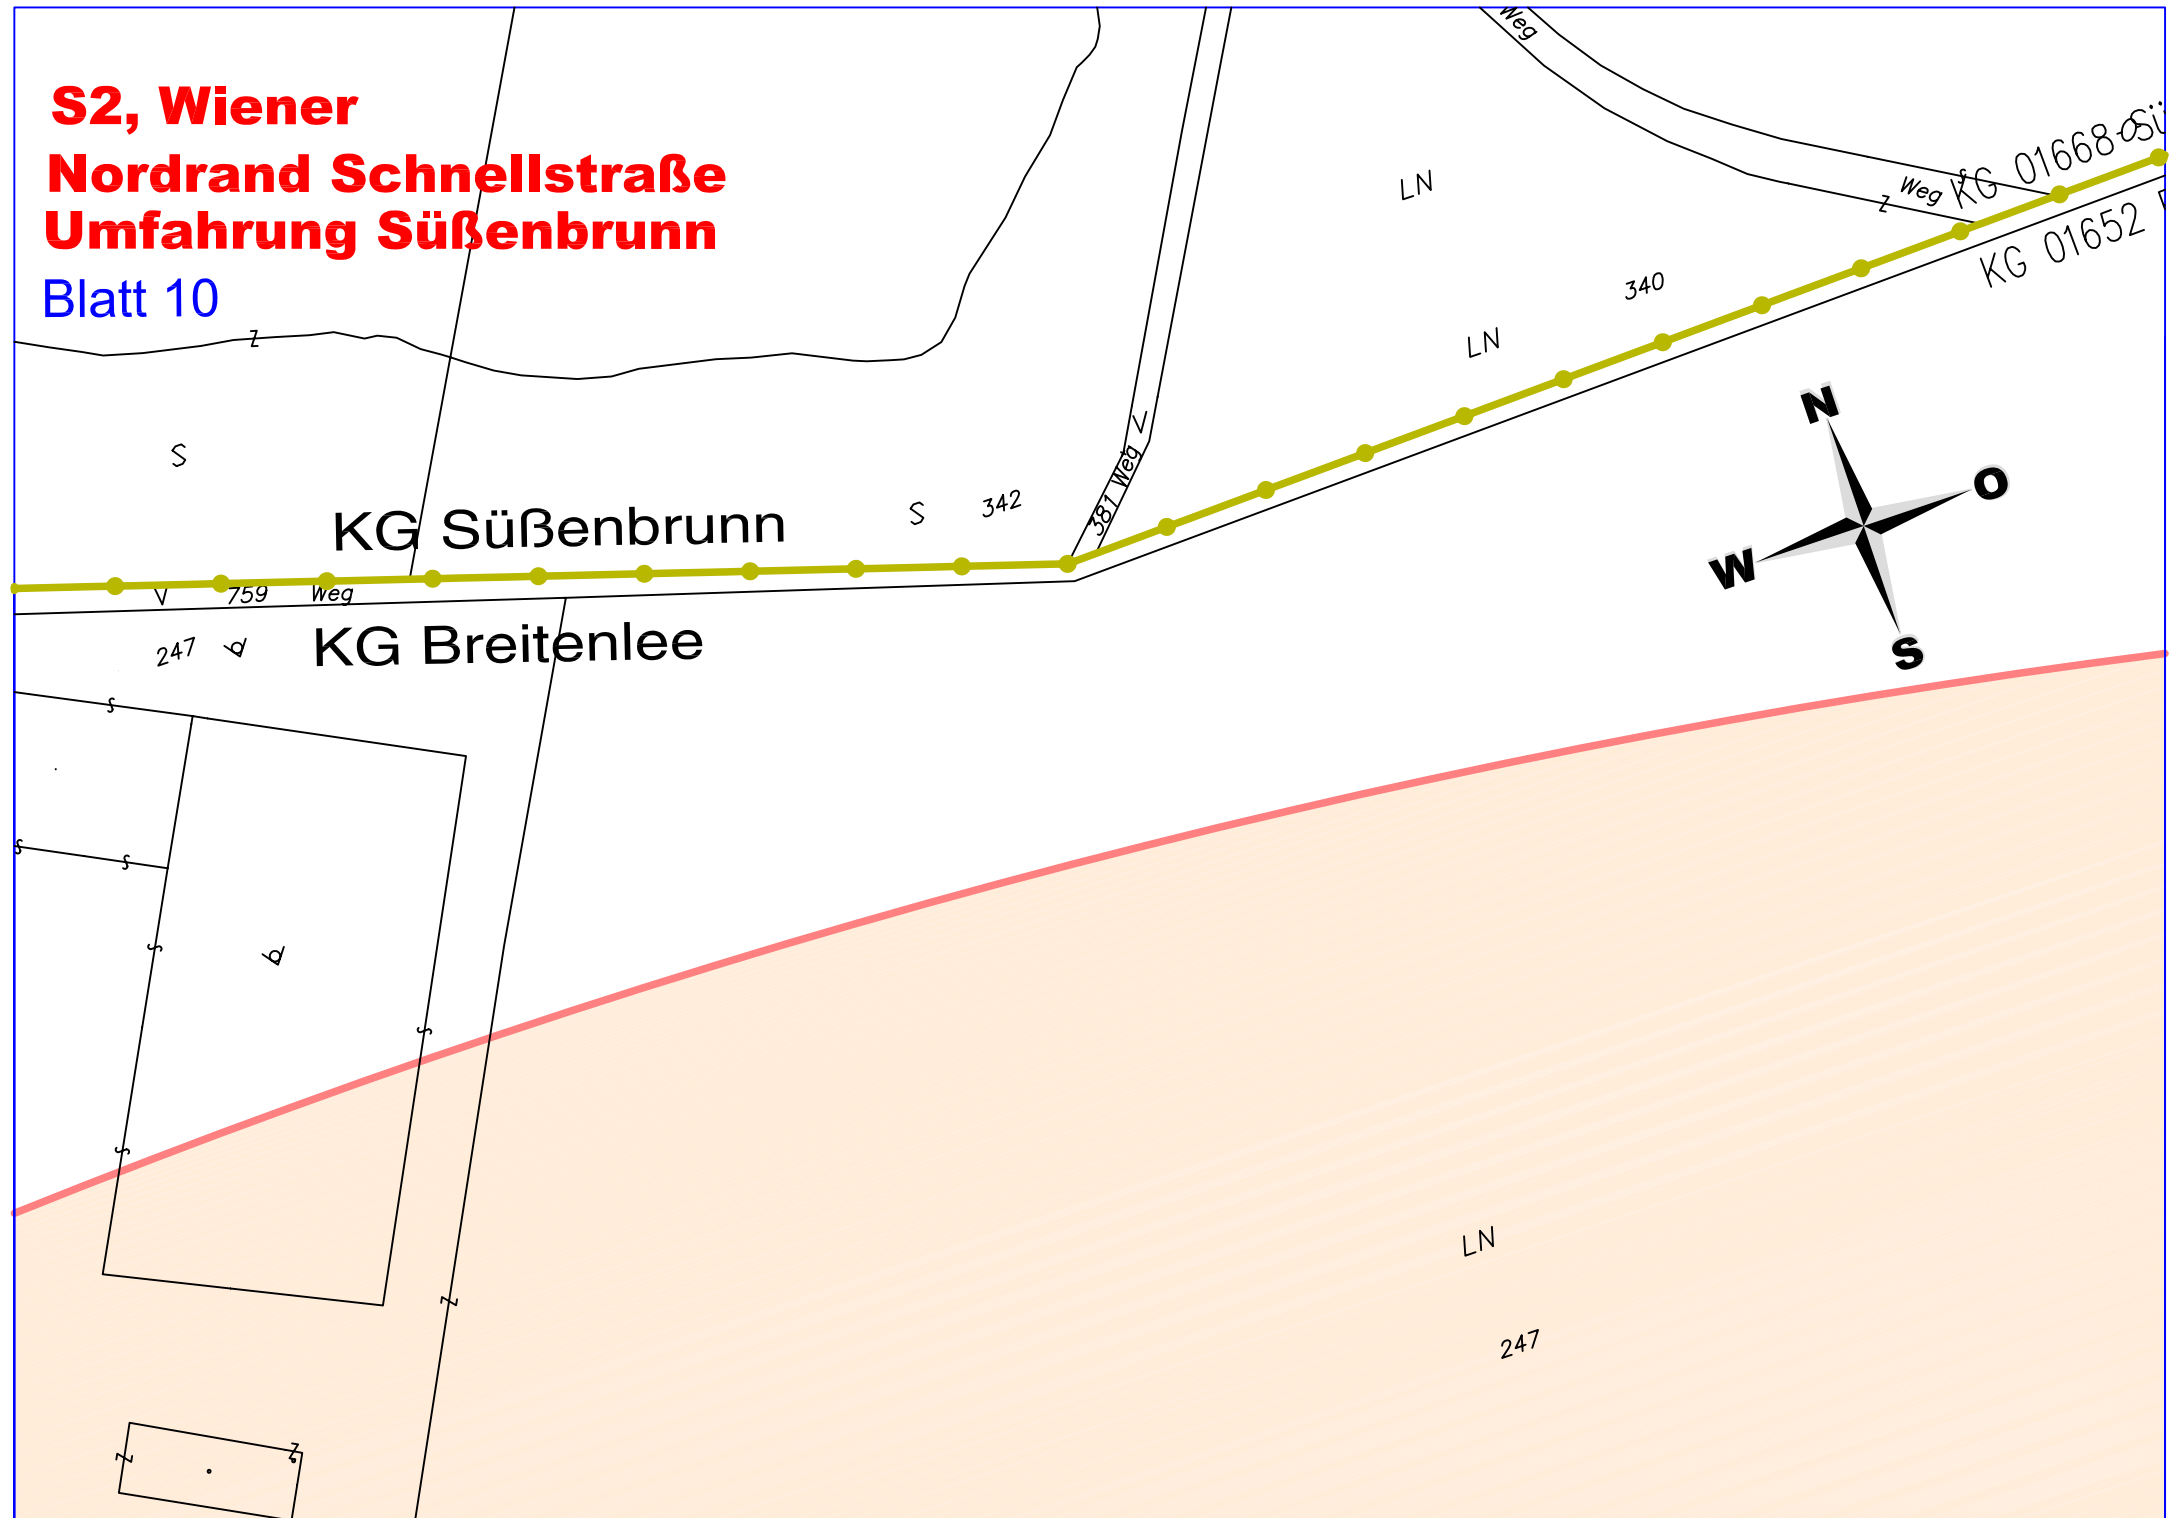 S2, Wiener
Nordrand Schnellstraße
Umfahrung Süßenbrunn
Blatt 10
Weg
LN
KG 01668
Weg
KG 01652
340
LN
N
O
W
S
S
S
342
381 Weg
KG Süßenbrunn
759 Weg
247
KG Breitenlee
LN
247